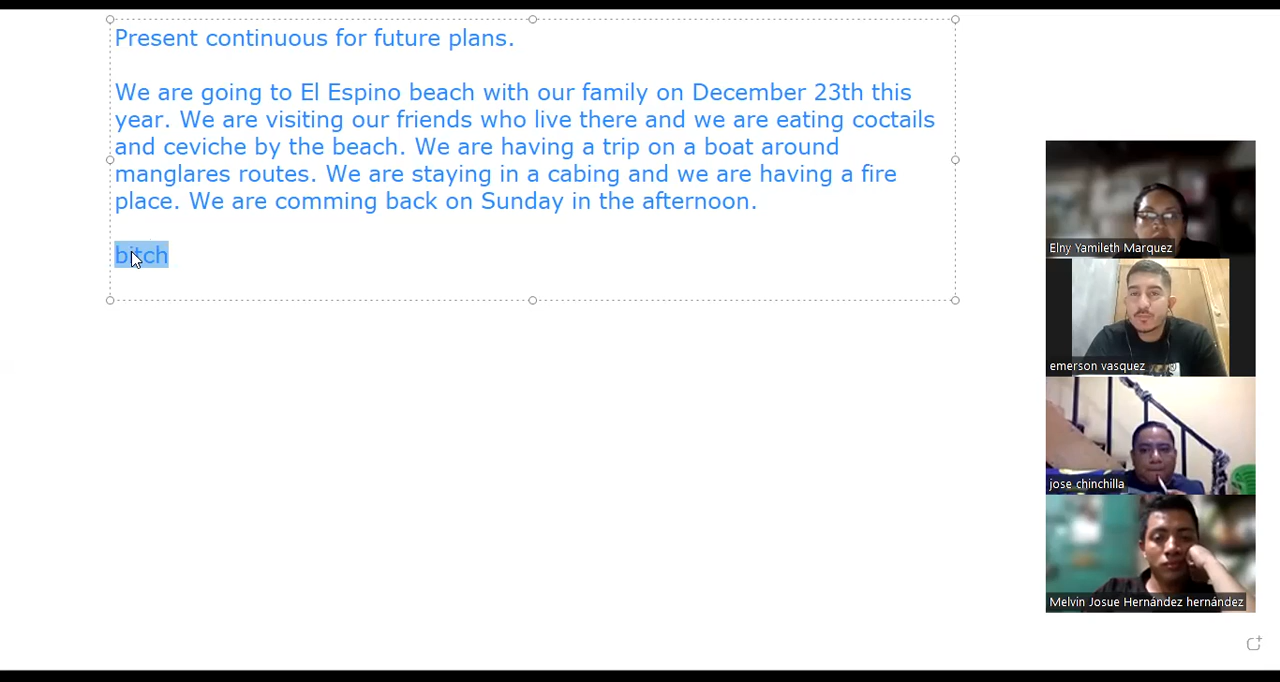 Present continuous for future plans.
We are going to El Espino beach with our family on December 23th this
year. We are visiting our friends who live there and we are eating coctails
and ceviche by the beach. We are having a trip on a boat around
manglares routes. We are staying in a cabing and we are having a fire
place. We are comming back on Sunday in the afternoon.
bitch
Elny Yamileth Marquez
emerson vasquez
jose chinchilla
Melvin Josue Hernández hernández